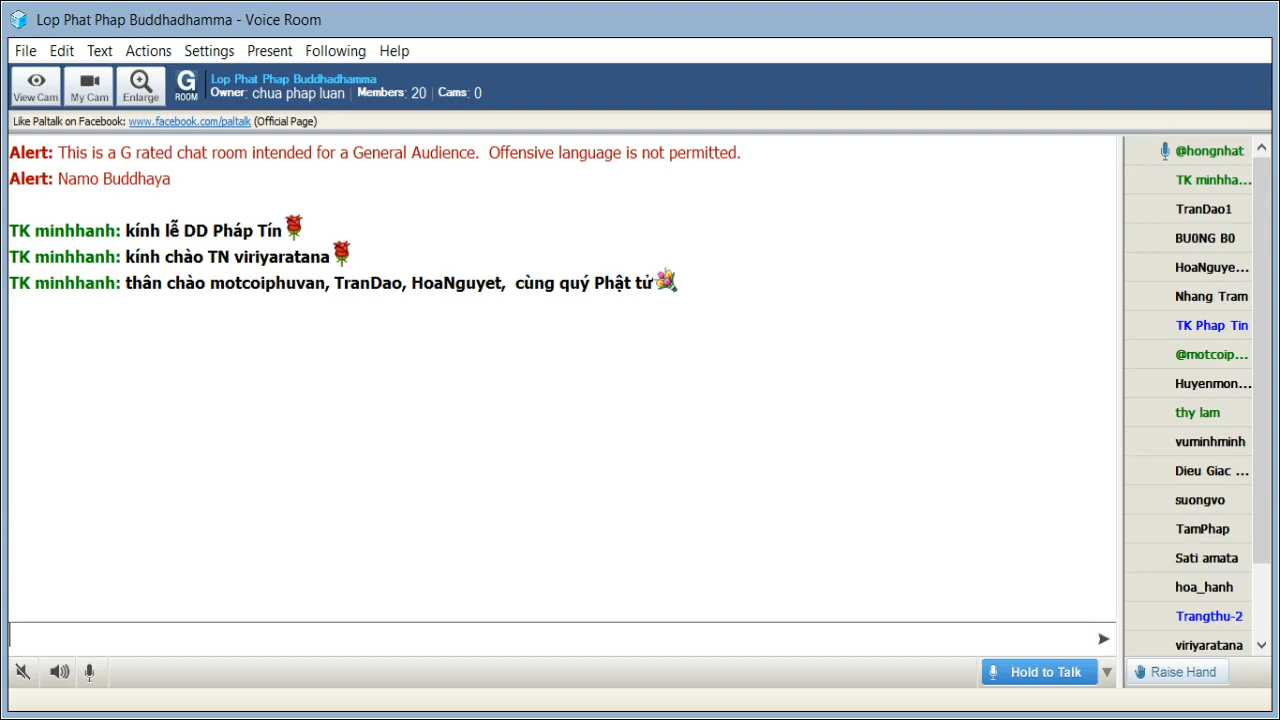 Lop Phat Phap Buddhadhamma - Voice Room
File Edit Text Actions Settings Present Following Help
View Cam My Cam Enlarge G ROOM
Lop Phat Phap Buddhadhamma
Owner: chua phap luan Members: 20 Cams: 0
Like Paltalk on Facebook: www.facebook.com/paltalk (Official Page)
Alert: This is a G rated chat room intended for a General Audience. Offensive language is not permitted.
Alert: Namo Buddhaya
TK minhhanh: kính lễ DD Pháp Tín
TK minhhanh: kính chào TN viriyaratana
TK minhhanh: thân chào motcoiphuvan, TranDao, HoaNguyet, cùng quý Phật tử
@hongnhat
TK minhha...
TranDao1
BU0NG B0
HoaNguye...
Nhang Tram
TK Phap Tin
@motcoip...
Huyenmon...
thy lam
vuminhminh
Dieu Giac ...
suongvo
TamPhap
Sati amata
hoa_hanh
Trangthu-2
viriyaratana
Hold to Talk
Raise Hand